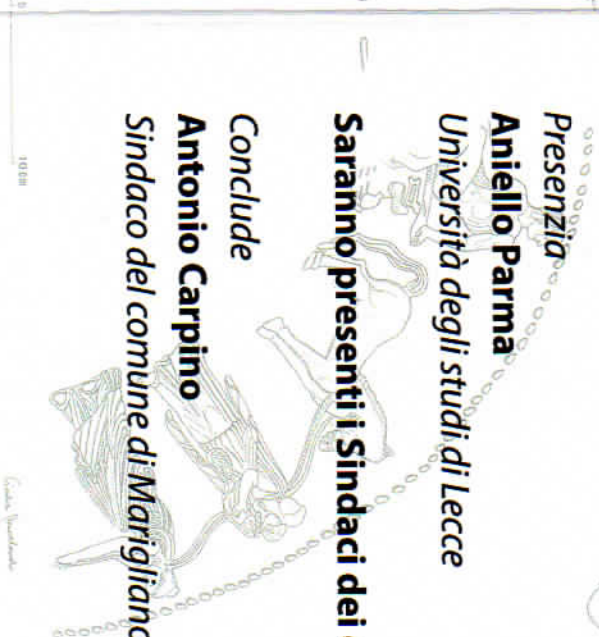 Presenzia
Aniello Parma
Università degli studi di Lecce
Saranno presenti i Sindaci dei
Conclude
Antonio Carpino
Sindaco del comune di Marigliano